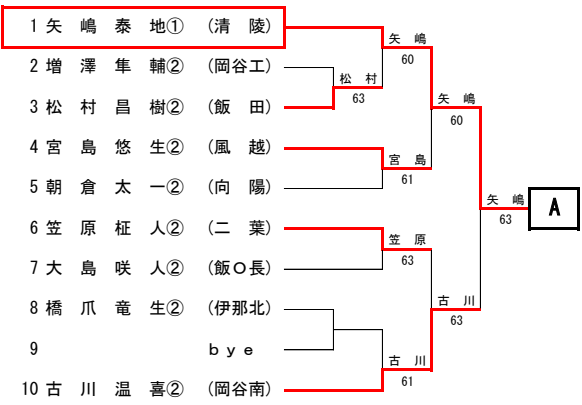 1 矢 嶋 泰 地① (清 陵)
2 増 澤 隼 輔② (岡谷工)
3 松 村 昌 樹② (飯 田)
4 宮 島 悠 生② (風 越)
5 朝 倉 太 一② (向 陽)
6 笠 原 柾 人② (二 葉)
7 大 島 咲 人② (飯O長)
8 橋 爪 竜 生② (伊那北)
9 bye
10 古 川 温 喜② (岡谷南)
松 村
63
矢 嶋
60
宮 島
61
笠 原
63
古 川
61
矢 嶋
60
古 川
63
矢 嶋
63
A